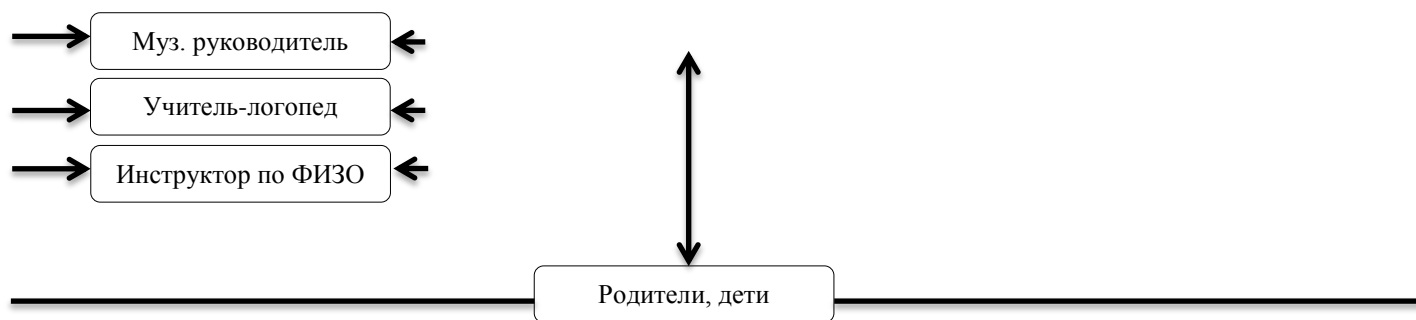 Муз. руководитель
Учитель-логопед
Инструктор по ФИЗО
Родители, дети